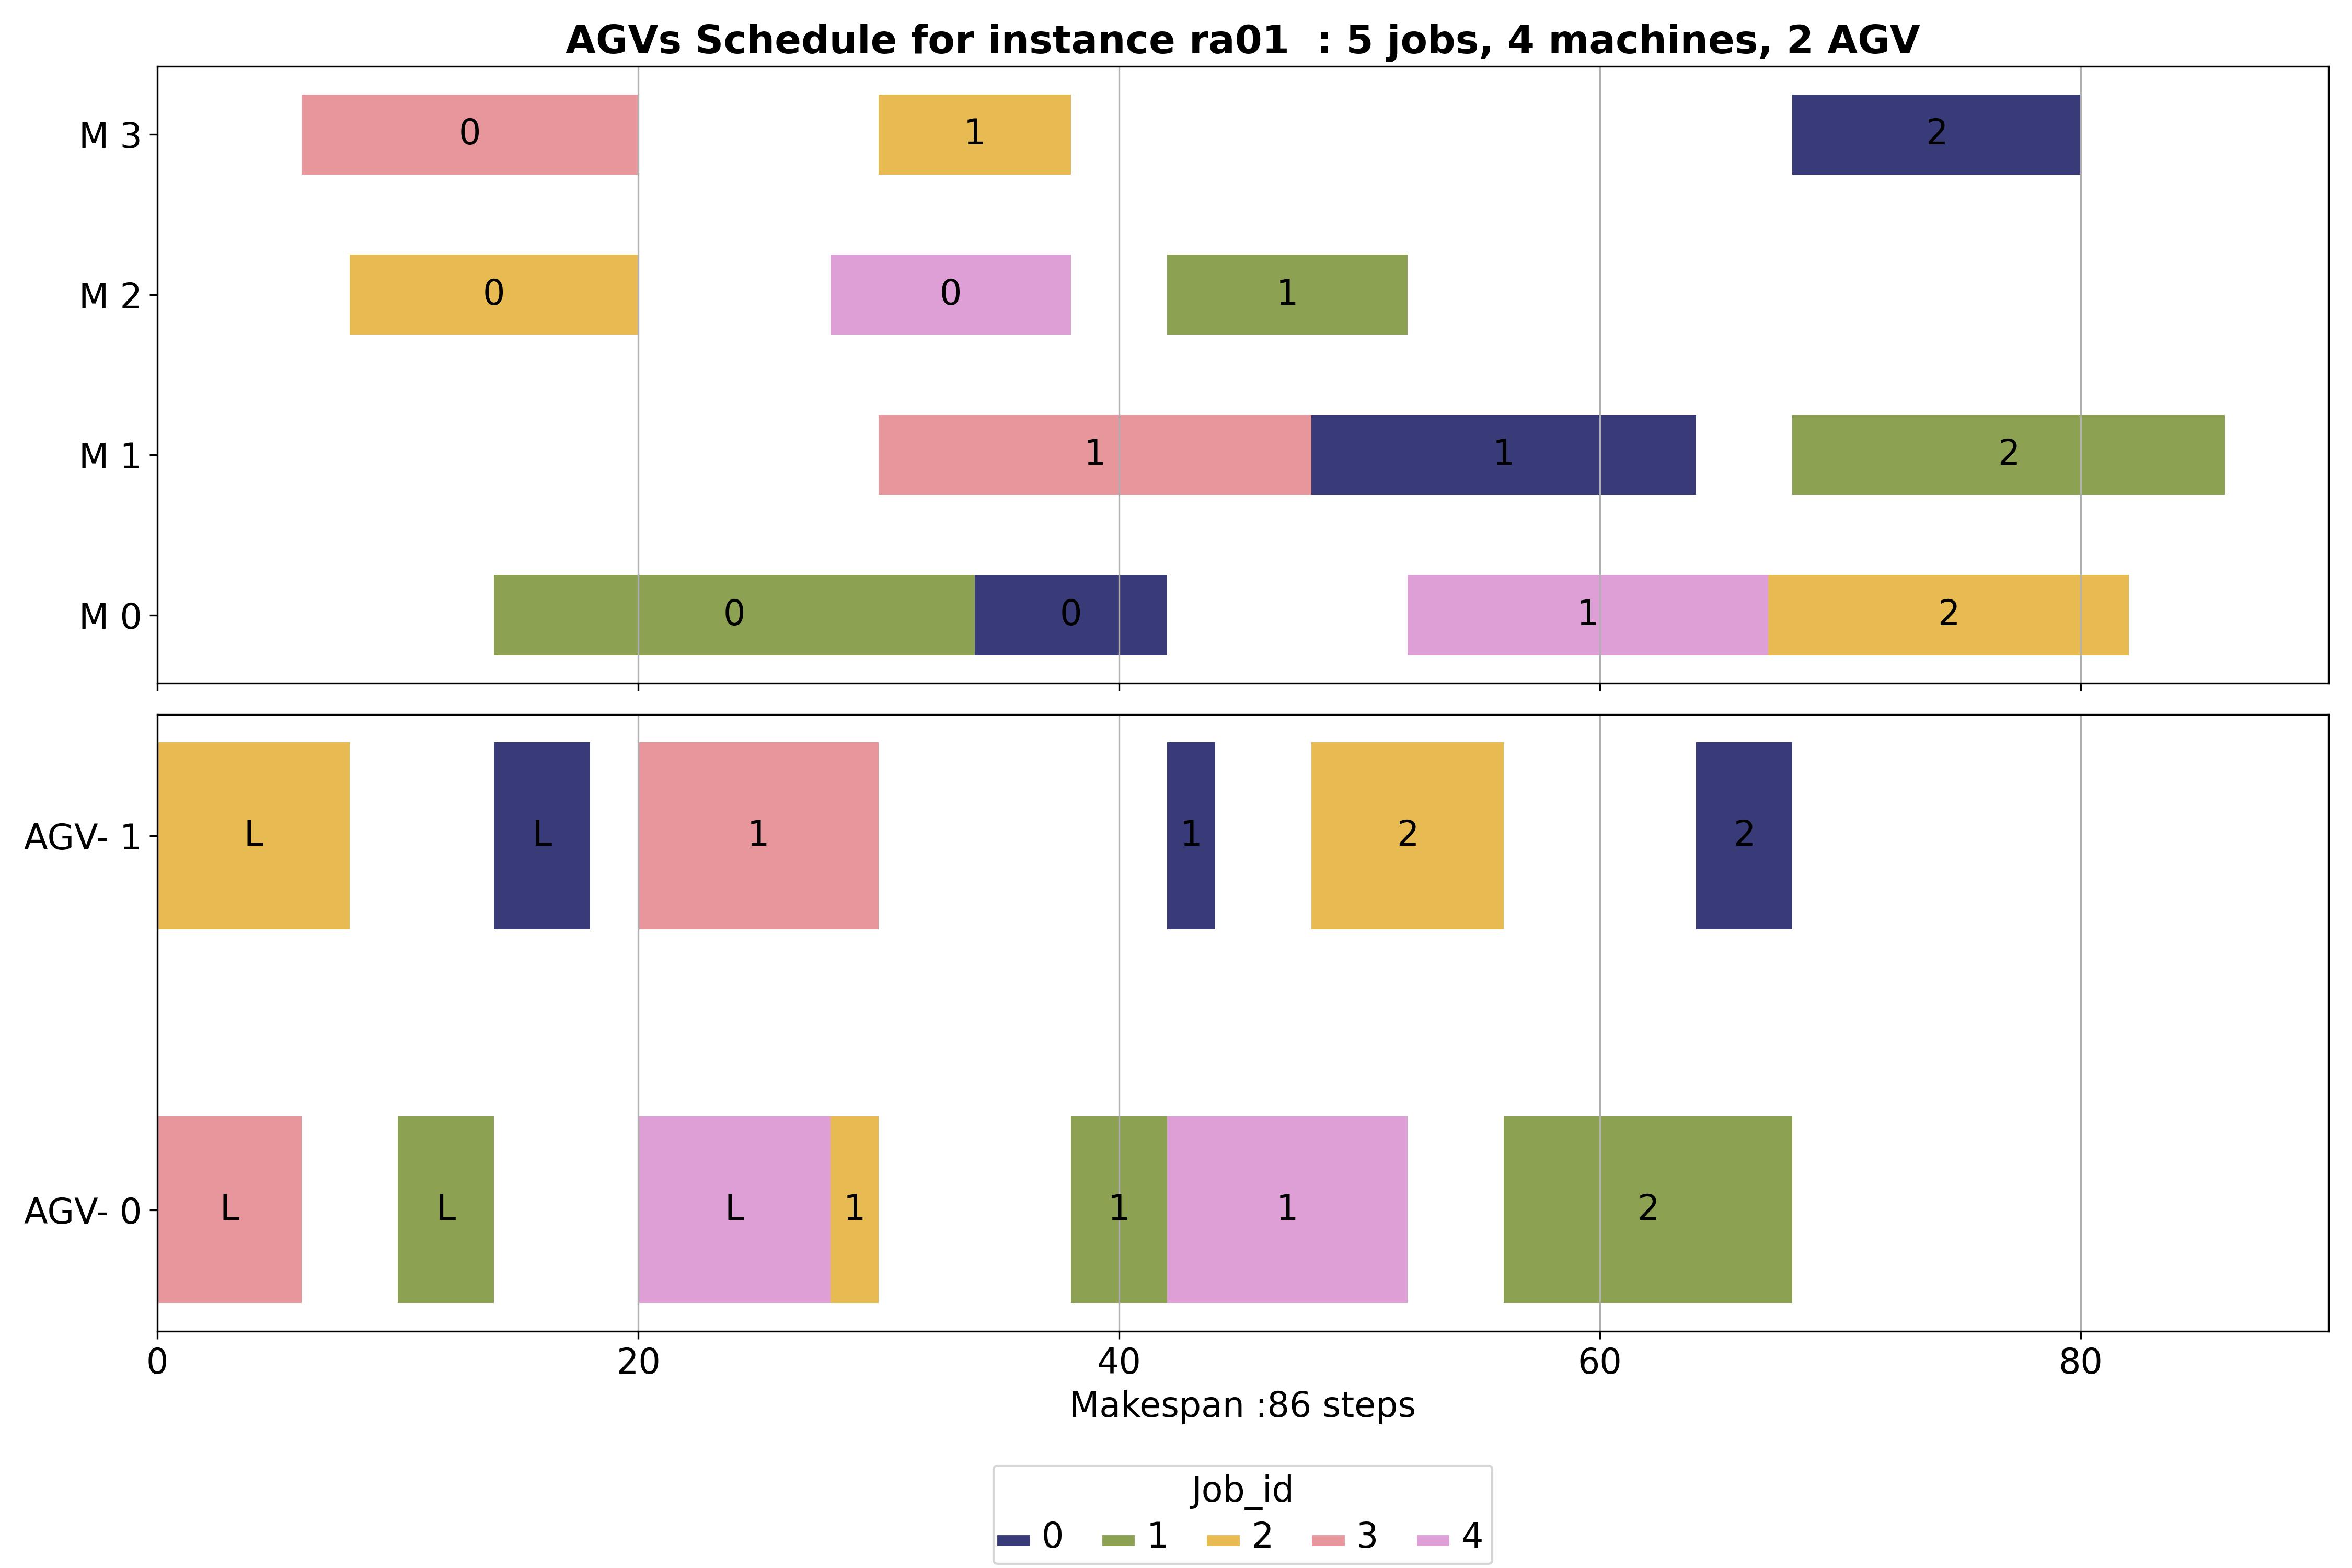 AGVs Schedule for instance ra01  : 5 jobs, 4 machines, 2 AGV
M 3
0
1
2
M 2
0
0
1
M 1
1
1
2
M 0
0
0
1
2
AGV- 1
L
L
1
1
2
2
AGV- 0
L
L
L
1
1
1
2
0 20 40 60 80
Makespan :86 steps
Job_id
0 1 2 3 4